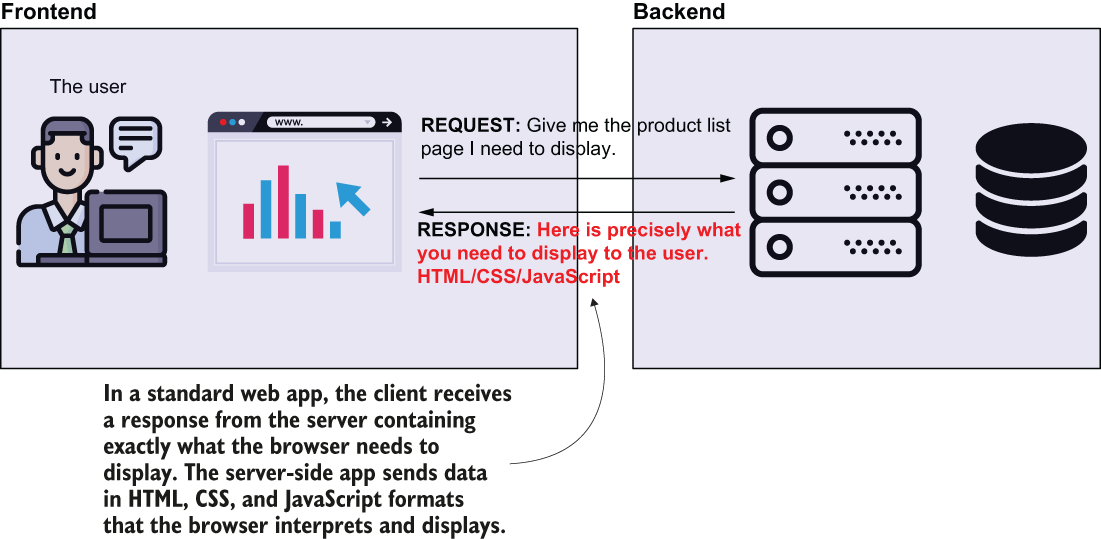 Frontend
Backend
The user
www.
REQUEST: Give me the product list
page I need to display.
RESPONSE: Here is precisely what
you need to display to the user.
HTML/CSS/JavaScript
In a standard web app, the client receives
a response from the server containing
exactly what the browser needs to
display. The server-side app sends data
in HTML, CSS, and JavaScript formats
that the browser interprets and displays.